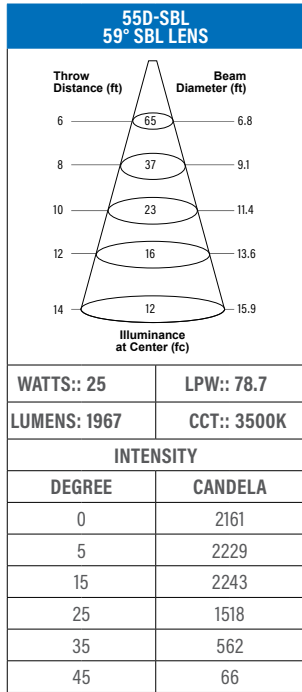 55D-SBL
59° SBL LENS
Throw Distance (ft)
Beam Diameter (ft)
6 65 6.8
8 37 9.1
10 23 11.4
12 16 13.6
14 12 15.9
Illuminance
at Center (fc)
WATTS:: 25 LPW:: 78.7
LUMENS: 1967 CCT:: 3500K
INTENSITY
DEGREE CANDELA
0 2161
5 2229
15 2243
25 1518
35 562
45 66